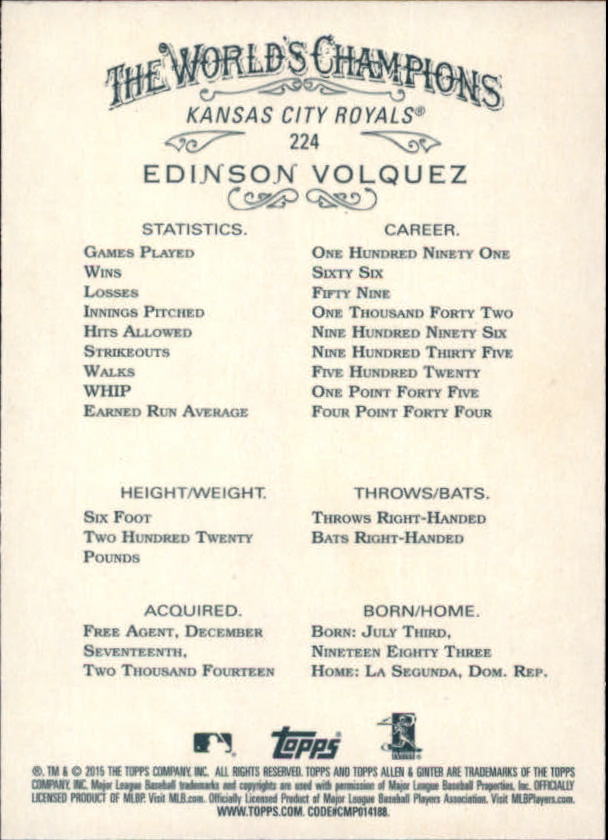 THE WORLD'S CHAMPIONS
KANSAS CITY ROYALS®
224
EDINSON VOLQUEZ
STATISTICS. CAREER.
GAMES PLAYED ONE HUNDRED NINETY ONE
WINS SIXTY SIX
LOSSES FIFTY NINE
INNINGS PITCHED ONE THOUSAND FORTY TWO
HITS ALLOWED NINE HUNDRED NINETY SIX
STRIKEOUTS NINE HUNDRED THIRTY FIVE
WALKS FIVE HUNDRED TWENTY
WHIP ONE POINT FORTY FIVE
EARNED RUN AVERAGE FOUR POINT FORTY FOUR
HEIGHT/WEIGHT. THROWS/BATS.
SIX FOOT THROWS RIGHT-HANDED
TWO HUNDRED TWENTY BATS RIGHT-HANDED
POUNDS
ACQUIRED. BORN/HOME.
FREE AGENT, DECEMBER BORN: JULY THIRD,
SEVENTEENTH, NINETEEN EIGHTY THREE
TWO THOUSAND FOURTEEN HOME: LA SEGUNDA, DOM. REP.
topps
®, TM & © 2015 THE TOPPS COMPANY, INC. ALL RIGHTS RESERVED. TOPPS AND TOPPS ALLEN & GINTER ARE TRADEMARKS OF THE TOPPS
COMPANY, INC. Major League Baseball trademarks and copyrights are used with permission of Major League Baseball Properties, Inc. OFFICIALLY
LICENSED PRODUCT OF MLBP. Visit MLB.com. Officially Licensed Product of Major League Baseball Players Association. Visit MLBPlayers.com.
WWW.TOPPS.COM. CODE#CMP014188.